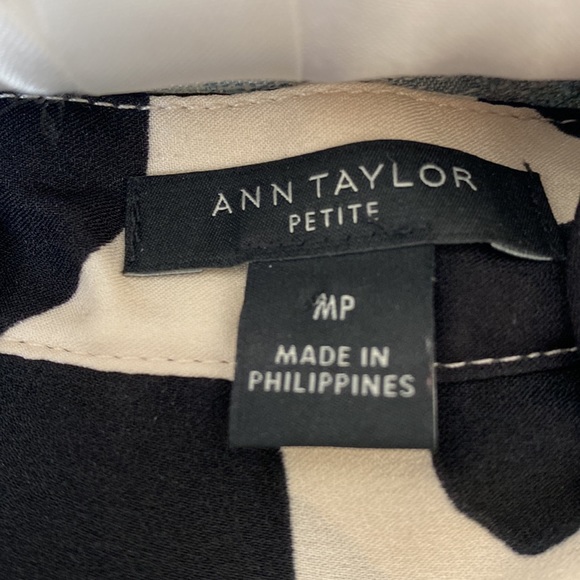 ANN TAYLOR
PETITE
MP
MADE IN
PHILIPPINES